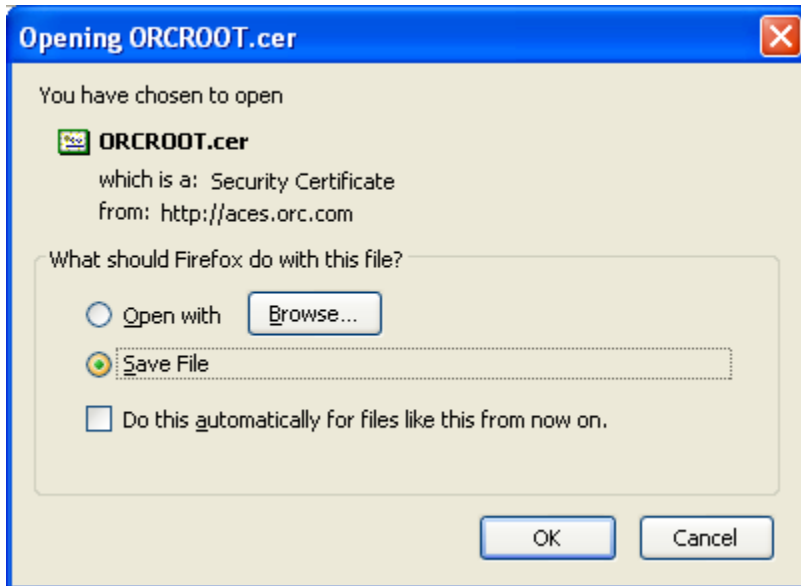 Opening ORCROOT.cer
You have chosen to open
ORCROOT.cer
which is a: Security Certificate
from: http://aces.orc.com
What should Firefox do with this file?
Open with Browse...
Save File
Do this automatically for files like this from now on.
OK Cancel